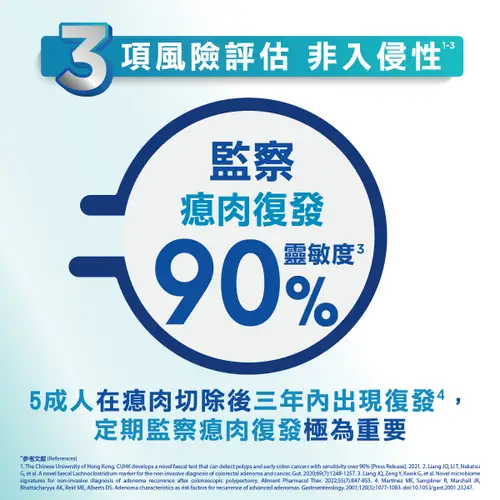 3項風險評估 非入侵性1-3
監察
瘜肉復發
90%靈敏度3
5成人在瘜肉切除後三年內出現復發4,
定期監察瘜肉復發極為重要
*參考文獻 (References)
1. The Chinese University of Hong Kong. CUHK develops a novel faecal test that can detect polyps and early colon cancers with sensitivity over 90% [Press Release]. 2021. 2. Liang JQ, Li T, Nakatsu
G, et al. A novel faecal Lachnoclostridium marker for the non-invasive diagnosis of colorectal adenoma and cancer. Gut. 2020;69(7):1248-1257. 3. Liang JQ, Zeng Y, Kwok G, et al. Novel microbiome
signatures for non-invasive diagnosis of adenoma recurrence after colonoscopic polypectomy. Aliment Pharmacol Ther. 2022;55(7):847-855. 4. Martínez ME, Sampliner R, Marshall JR,
Bhattacharyya AK, Reid ME, Alberts DS. Adenoma characteristics as risk factors for recurrence of advanced adenomas. Gastroenterology. 2001;120(5):1077-1083. doi:10.1053/gast.2001.23247.